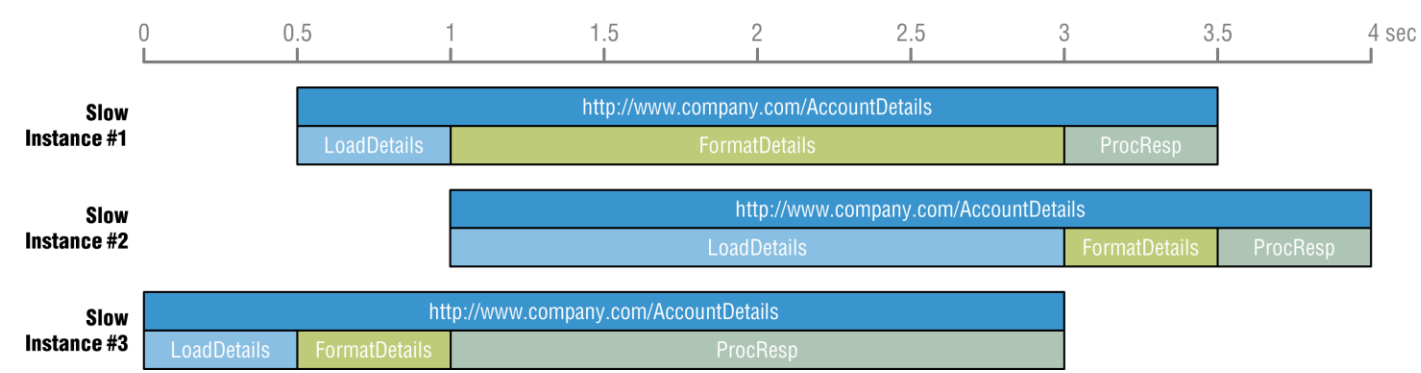 0 0.5 1 1.5 2 2.5 3 3.5 4 sec
Slow
Instance #1
http://www.company.com/AccountDetails
LoadDetails FormatDetails ProcResp
Slow
Instance #2
http://www.company.com/AccountDetails
LoadDetails FormatDetails ProcResp
Slow
Instance #3
http://www.company.com/AccountDetails
LoadDetails FormatDetails ProcResp